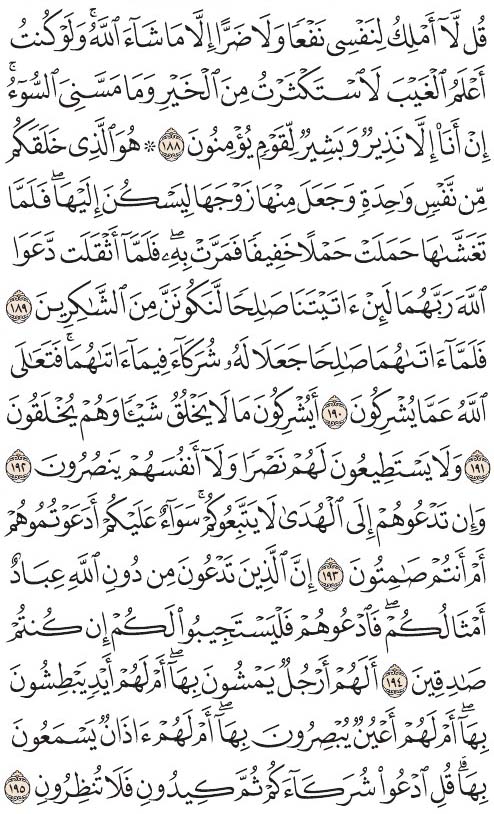 قُل لَّآ أَمْلِكُ لِنَفْسِى نَفْعًا وَلَا ضَرًّا إِلَّا مَا شَآءَ ٱللَّهُ ۚ وَلَوْ كُنتُ
أَعْلَمُ ٱلْغَيْبَ لَٱسْتَكْثَرْتُ مِنَ ٱلْخَيْرِ وَمَا مَسَّنِىَ ٱلسُّوٓءُ ۚ
إِنْ أَنَا۠ إِلَّا نَذِيرٌ وَبَشِيرٌ لِّقَوْمٍ يُؤْمِنُونَ ١٨٨ ۞ هُوَ ٱلَّذِى خَلَقَكُم
مِّن نَّفْسٍ وَٰحِدَةٍ وَجَعَلَ مِنْهَا زَوْجَهَا لِيَسْكُنَ إِلَيْهَا ۖ فَلَمَّا
تَغَشَّىٰهَا حَمَلَتْ حَمْلًا خَفِيفًا فَمَرَّتْ بِهِۦ ۖ فَلَمَّآ أَثْقَلَت دَّعَوَا
ٱللَّهَ رَبَّهُمَا لَئِنْ ءَاتَيْتَنَا صَٰلِحًا لَّنَكُونَنَّ مِنَ ٱلشَّٰكِرِينَ ١٨٩
فَلَمَّآ ءَاتَىٰهُمَا صَٰلِحًا جَعَلَا لَهُۥ شُرَكَآءَ فِيمَآ ءَاتَىٰهُمَا ۚ فَتَعَٰلَى
ٱللَّهُ عَمَّا يُشْرِكُونَ ١٩٠ أَيُشْرِكُونَ مَا لَا يَخْلُقُ شَيْـًٔا وَهُمْ يُخْلَقُونَ
١٩١ وَلَا يَسْتَطِيعُونَ لَهُمْ نَصْرًا وَلَآ أَنفُسَهُمْ يَنصُرُونَ ١٩٢
وَإِن تَدْعُوهُمْ إِلَى ٱلْهُدَىٰ لَا يَتَّبِعُوكُمْ ۚ سَوَآءٌ عَلَيْكُمْ أَدَعَوْتُمُوهُمْ
أَمْ أَنتُمْ صَٰمِتُونَ ١٩٣ إِنَّ ٱلَّذِينَ تَدْعُونَ مِن دُونِ ٱللَّهِ عِبَادٌ
أَمْثَالُكُمْ ۖ فَٱدْعُوهُمْ فَلْيَسْتَجِيبُوا۟ لَكُمْ إِن كُنتُمْ
صَٰدِقِينَ ١٩٤ أَلَهُمْ أَرْجُلٌ يَمْشُونَ بِهَآ ۖ أَمْ لَهُمْ أَيْدٍ يَبْطِشُونَ
بِهَآ ۖ أَمْ لَهُمْ أَعْيُنٌ يُبْصِرُونَ بِهَآ ۖ أَمْ لَهُمْ ءَاذَانٌ يَسْمَعُونَ
بِهَا ۗ قُلِ ٱدْعُوا۟ شُرَكَآءَكُمْ ثُمَّ كِيدُونِ فَلَا تُنظِرُونِ ١٩٥